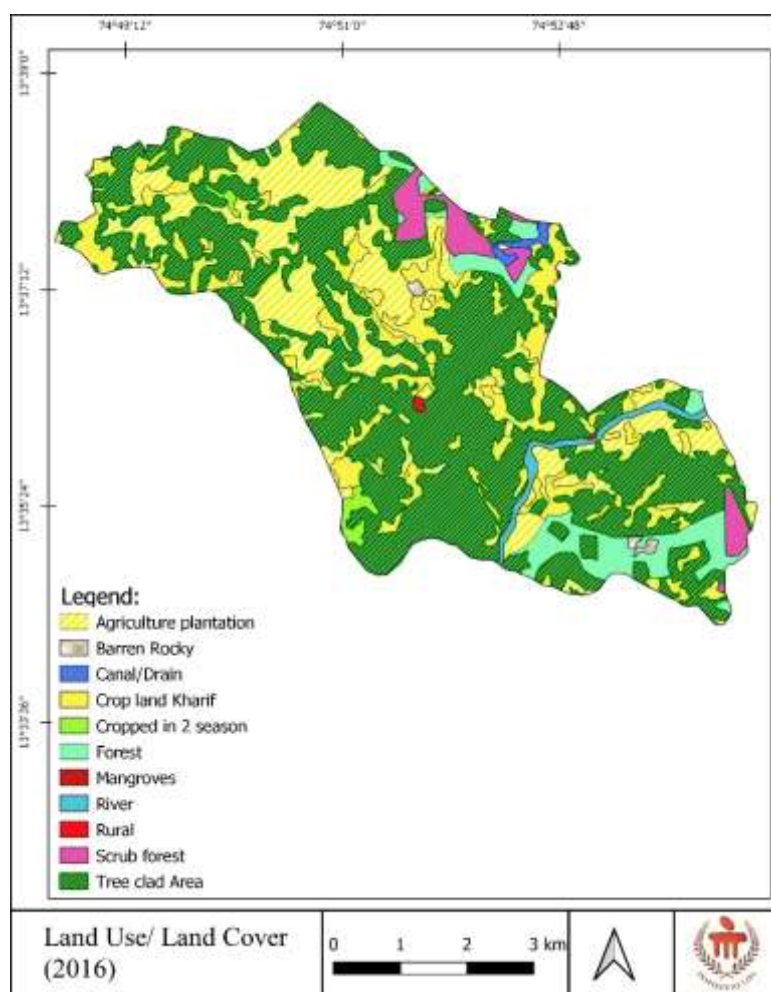 74°49'12"
74°51'0"
74°52'48"
13°39'0"
13°37'12"
13°35'24"
13°33'36"
Legend:
Agriculture plantation
Barren Rocky
Canal/Drain
Crop land Kharif
Cropped in 2 season
Forest
Mangroves
River
Rural
Scrub forest
Tree clad Area
Land Use/ Land Cover
(2016)
0 1 2 3 km